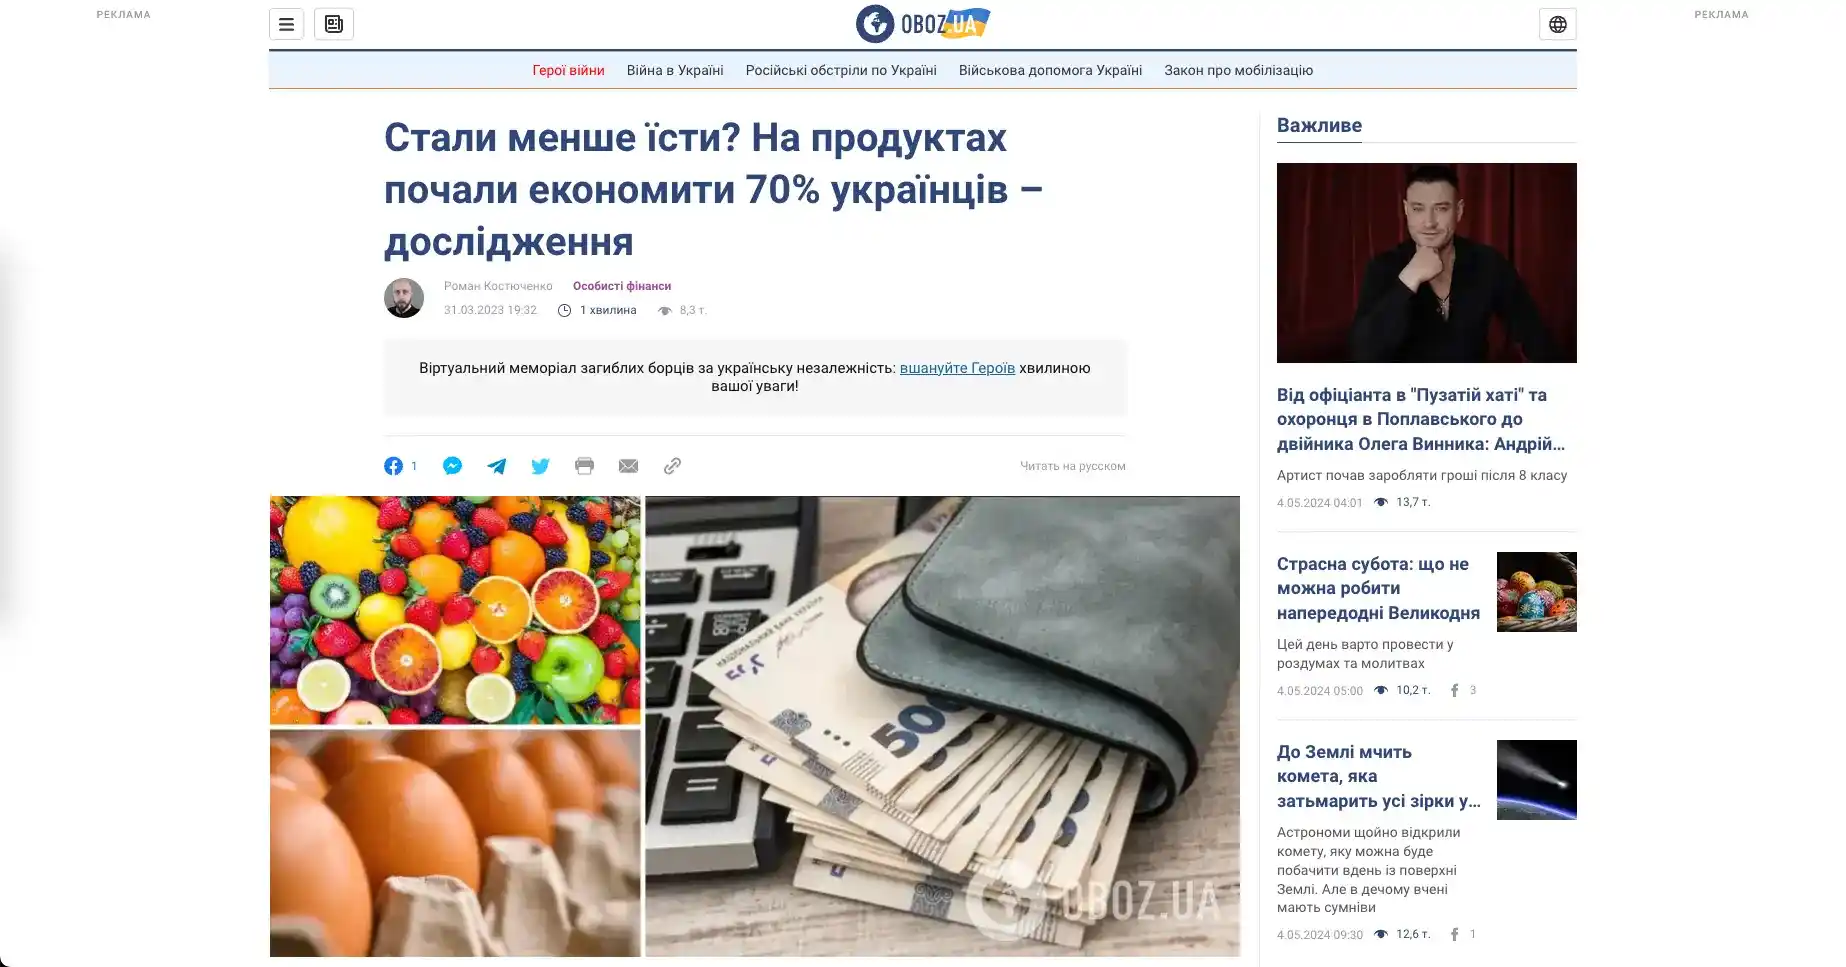 РЕКЛАМА
OBOZ.UA
РЕКЛАМА
Герої війни Війна в Україні Російські обстріли по Україні Військова допомога Україні Закон про мобілізацію
Стали менше їсти? На продуктах
почали економити 70% українців –
дослідження
Роман Костюченко Особисті фінанси
31.03.2023 19:32 1 хвилина 8,3 т.
Віртуальний меморіал загиблих борців за українську незалежність: вшануйте Героїв хвилиною
вашої уваги!
1
Читать на русском
НАЦІОНАЛЬНИЙ БАНК УКРАЇНИ
500
OBOZ.UA
Важливе
Від офіціанта в "Пузатій хаті" та
охоронця в Поплавського до
двійника Олега Винника: Андрій...
Артист почав заробляти гроші після 8 класу
4.05.2024 04:01 13,7 т.
Страсна субота: що не
можна робити
напередодні Великодня
Цей день варто провести у
роздумах та молитвах
4.05.2024 05:00 10,2 т. 3
До Землі мчить
комета, яка
затьмарить усі зірки у...
Астрономи щойно відкрили
комету, яку можна буде
побачити вдень із поверхні
Землі. Але в дечому вчені
мають сумніви
4.05.2024 09:30 12,6 т. 1